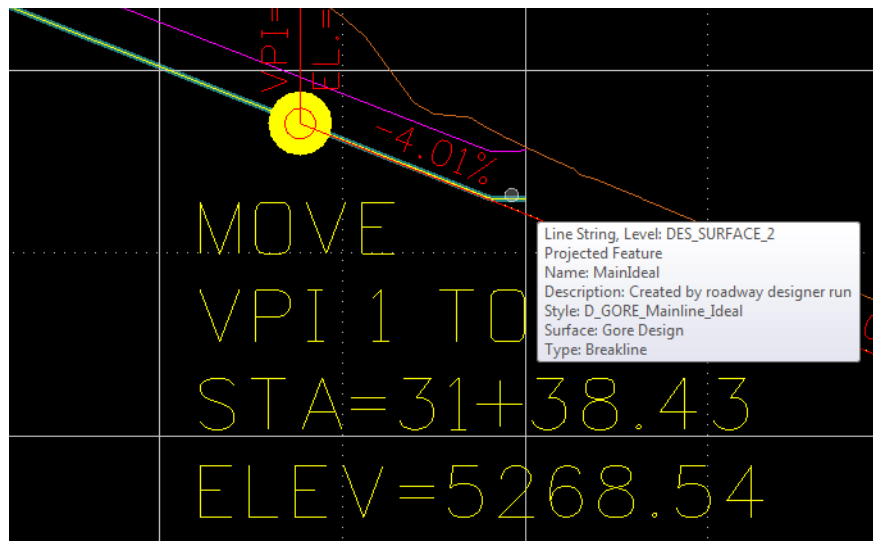 VPI=
EL.=
-4.01%
MOVE
VPI 1 TO
STA=31+38.43
ELEV=5268.54
Line String, Level: DES_SURFACE_2
Projected Feature
Name: MainIdeal
Description: Created by roadway designer run
Style: D_GORE_Mainline_Ideal
Surface: Gore Design
Type: Breakline